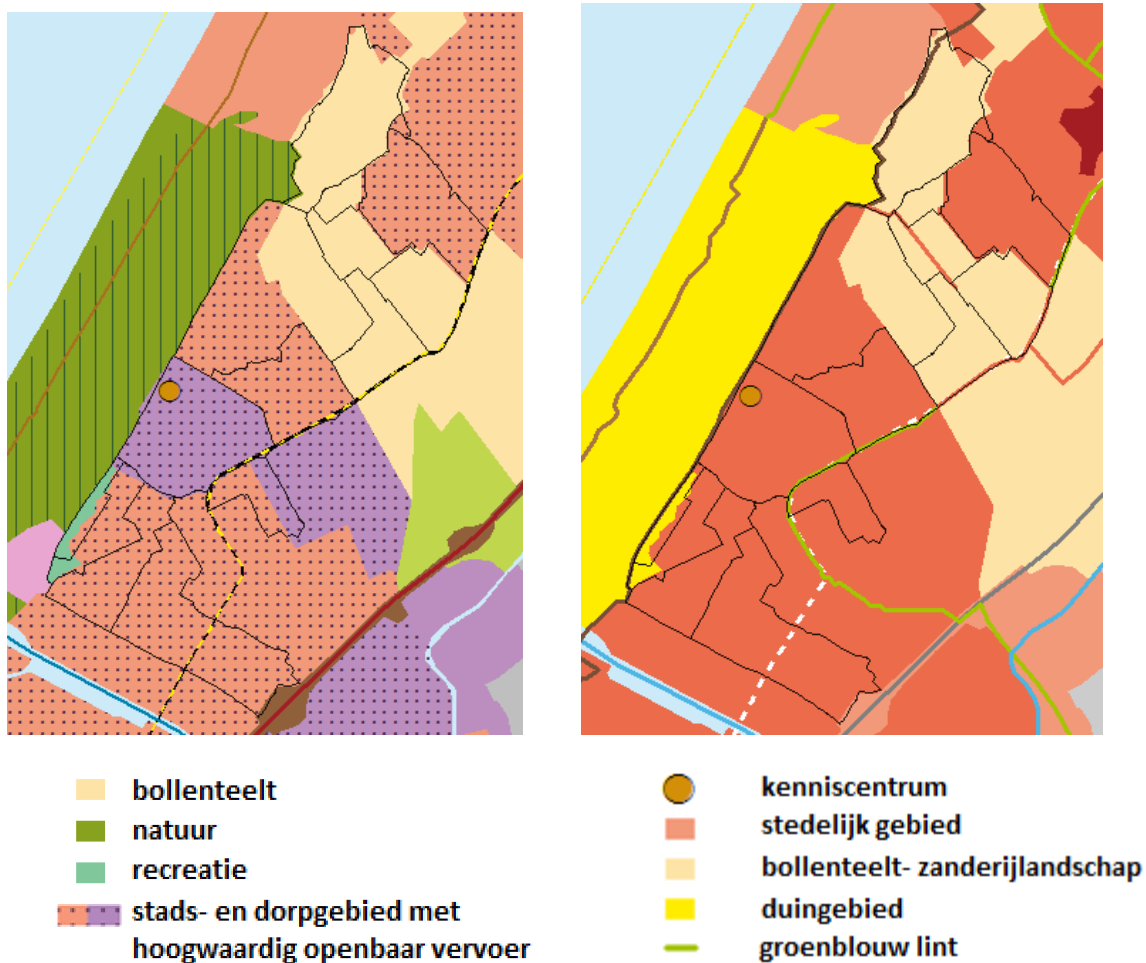 bollenteelt
natuur
recreatie
stads- en dorpgebied met
hoogwaardig openbaar vervoer
kenniscentrum
stedelijk gebied
bollenteelt- zanderijlandschap
duingebied
groenblouw lint